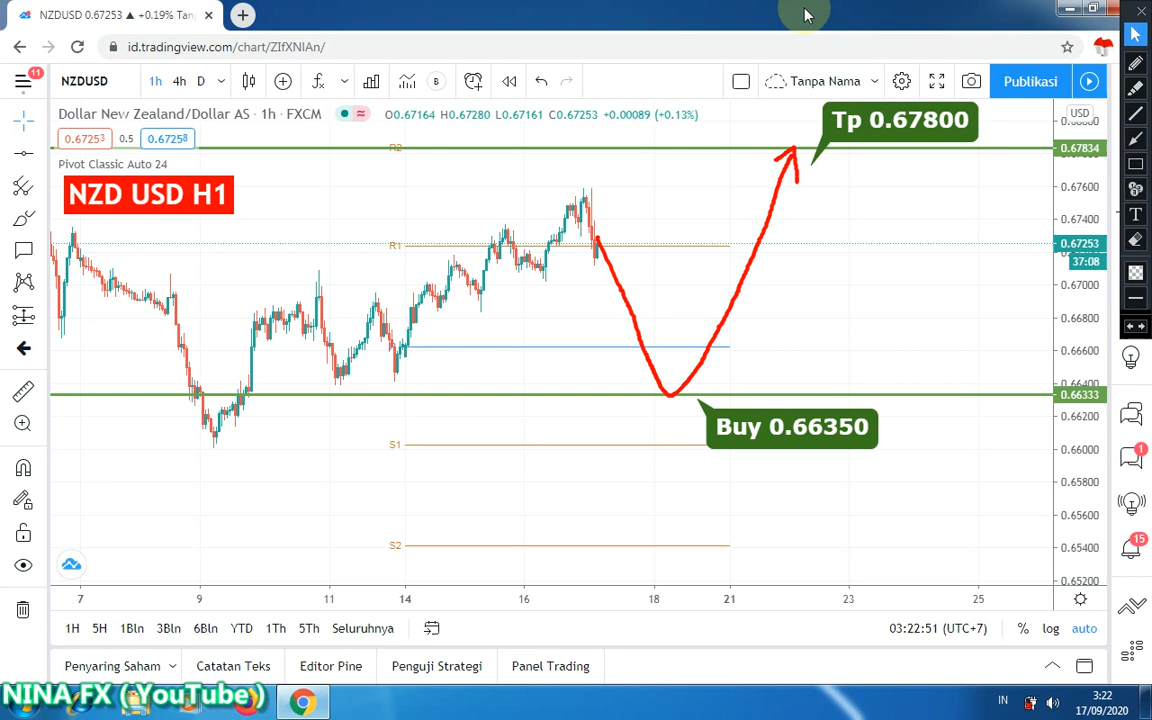 NZDUSD 0.67253 ▲ +0.19% Tan
id.tradingview.com/chart/ZIfXNIAn/
11
NZDUSD
1h 4h D
B
Tanpa Nama
Publikasi
Dollar New Zealand/Dollar AS · 1h · FXCM
O0.67164 H0.67280 L0.67161 C0.67253 +0.00089 (+0.13%)
USD
0.67253 0.5 0.67258
Tp 0.67800
R2
0.67834
Pivot Classic Auto 24
NZD USD H1
0.67600
0.67400
R1
0.67253
37:08
0.67000
0.66800
0.66600
0.66400
0.66333
Buy 0.66350
0.66200
S1
0.66000
0.65800
0.65600
S2
0.65400
0.65200
7 9 11 14 16 18 21 23 25
1H 5H 1Bln 3Bln 6Bln YTD 1Th 5Th Seluruhnya
03:22:51 (UTC+7)
% log auto
Penyaring Saham
Catatan Teks
Editor Pine
Penguji Strategi
Panel Trading
T
1
15
NINA FX (YouTube)
IN
3:22
17/09/2020